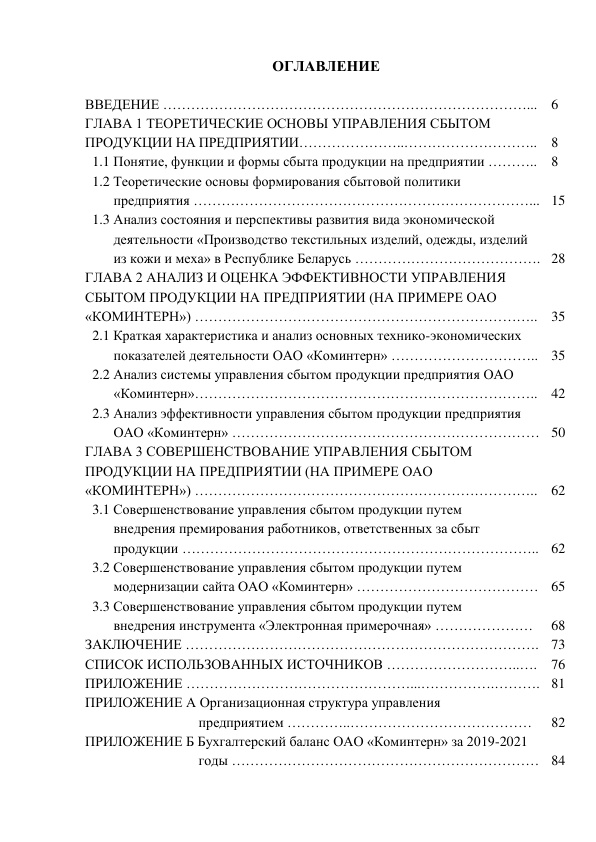 ОГЛАВЛЕНИЕ
ВВЕДЕНИЕ …………………………………………………………………... 6
ГЛАВА 1 ТЕОРЕТИЧЕСКИЕ ОСНОВЫ УПРАВЛЕНИЯ СБЫТОМ
ПРОДУКЦИИ НА ПРЕДПРИЯТИИ…………………...……………………….. 8
1.1 Понятие, функции и формы сбыта продукции на предприятии ……….. 8
1.2 Теоретические основы формирования сбытовой политики
предприятия ………………………………………………………………... 15
1.3 Анализ состояния и перспективы развития вида экономической
деятельности «Производство текстильных изделий, одежды, изделий
из кожи и меха» в Республике Беларусь …………………………………. 28
ГЛАВА 2 АНАЛИЗ И ОЦЕНКА ЭФФЕКТИВНОСТИ УПРАВЛЕНИЯ
СБЫТОМ ПРОДУКЦИИ НА ПРЕДПРИЯТИИ (НА ПРИМЕРЕ ОАО
«КОМИНТЕРН») ……………………………………………………………….. 35
2.1 Краткая характеристика и анализ основных технико-экономических
показателей деятельности ОАО «Коминтерн» ………………………….. 35
2.2 Анализ системы управления сбытом продукции предприятия ОАО
«Коминтерн»……………………………………………………………….. 42
2.3 Анализ эффективности управления сбытом продукции предприятия
ОАО «Коминтерн» ………………………………………………………… 50
ГЛАВА 3 СОВЕРШЕНСТВОВАНИЕ УПРАВЛЕНИЯ СБЫТОМ
ПРОДУКЦИИ НА ПРЕДПРИЯТИИ (НА ПРИМЕРЕ ОАО
«КОМИНТЕРН») ……………………………………………………………….. 62
3.1 Совершенствование управления сбытом продукции путем
внедрения премирования работников, ответственных за сбыт
продукции ………………………………………………………………….. 62
3.2 Совершенствование управления сбытом продукции путем
модернизации сайта ОАО «Коминтерн» ………………………………… 65
3.3 Совершенствование управления сбытом продукции путем
внедрения инструмента «Электронная примерочная» ………………… 68
ЗАКЛЮЧЕНИЕ …………………………………………………………………. 73
СПИСОК ИСПОЛЬЗОВАННЫХ ИСТОЧНИКОВ ……………………….…. 76
ПРИЛОЖЕНИЕ …………………………………………...…………….………. 81
ПРИЛОЖЕНИЕ А Организационная структура управления
предприятием …………..………………………………… 82
ПРИЛОЖЕНИЕ Б Бухгалтерский баланс ОАО «Коминтерн» за 2019-2021
годы ………………………………………………………… 84